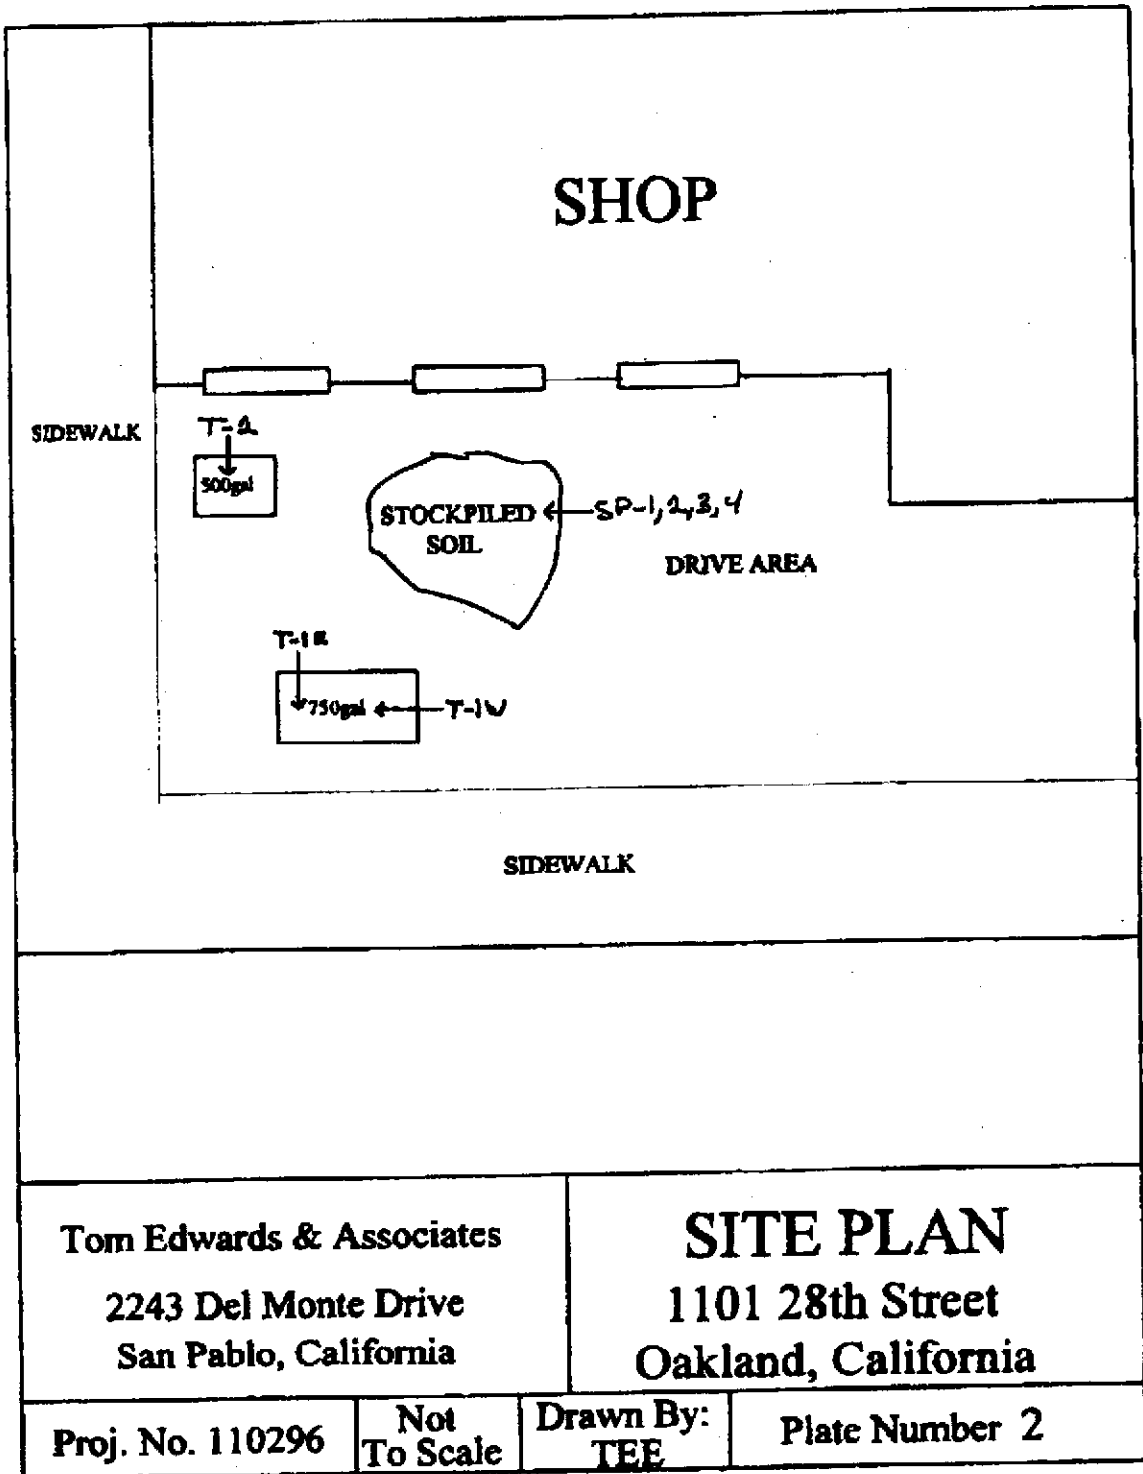 SHOP
SIDEWALK
T-2
500gal
STOCKPILED
SOIL
SP-1, 2, 3, 4
DRIVE AREA
T-1E
750gal
T-1W
SIDEWALK
Tom Edwards & Associates
2243 Del Monte Drive
San Pablo, California
SITE PLAN
1101 28th Street
Oakland, California
Proj. No. 110296
Not
To Scale
Drawn By:
TEE
Plate Number 2